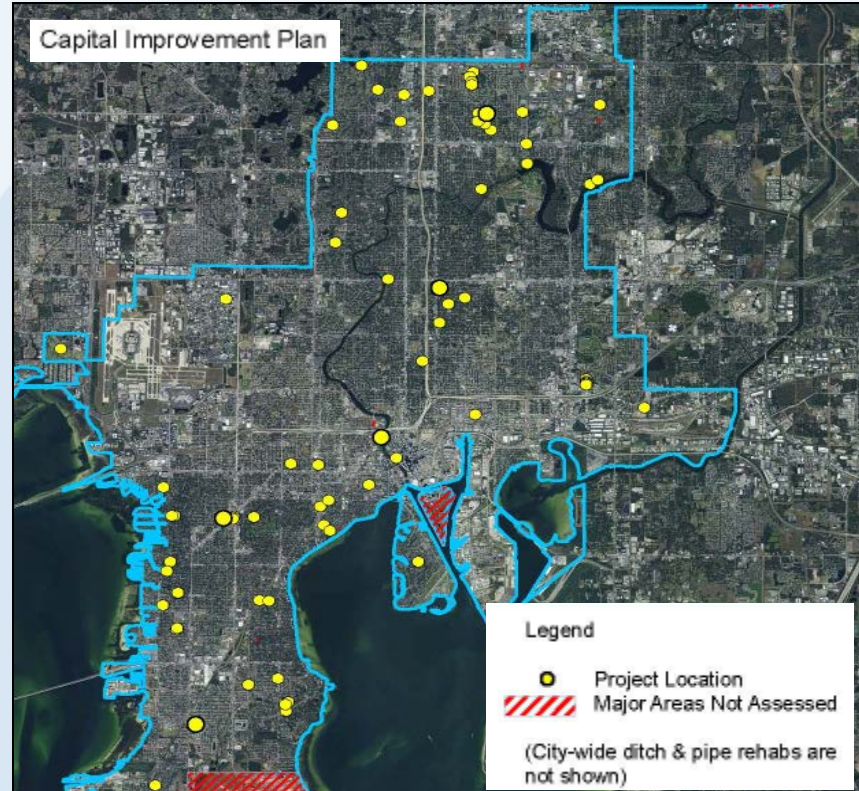 Capital Improvement Plan
Legend
Project Location
Major Areas Not Assessed
(City-wide ditch & pipe rehabs are
not shown)